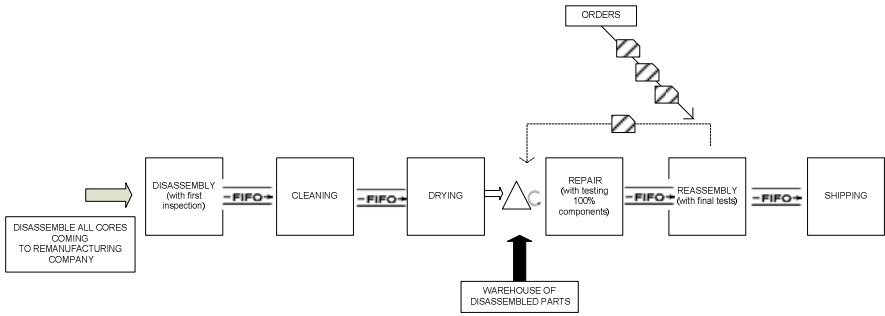 ORDERS
DISASSEMBLY
(with first
inspection)
FIFO
CLEANING
FIFO
DRYING
REPAIR
(with testing
100%
components)
FIFO
REASSEMBLY
(with final tests)
FIFO
SHIPPING
DISASSEMBLE ALL CORES
COMING
TO REMANUFACTURING
COMPANY
WAREHOUSE OF
DISASSEMBLED PARTS